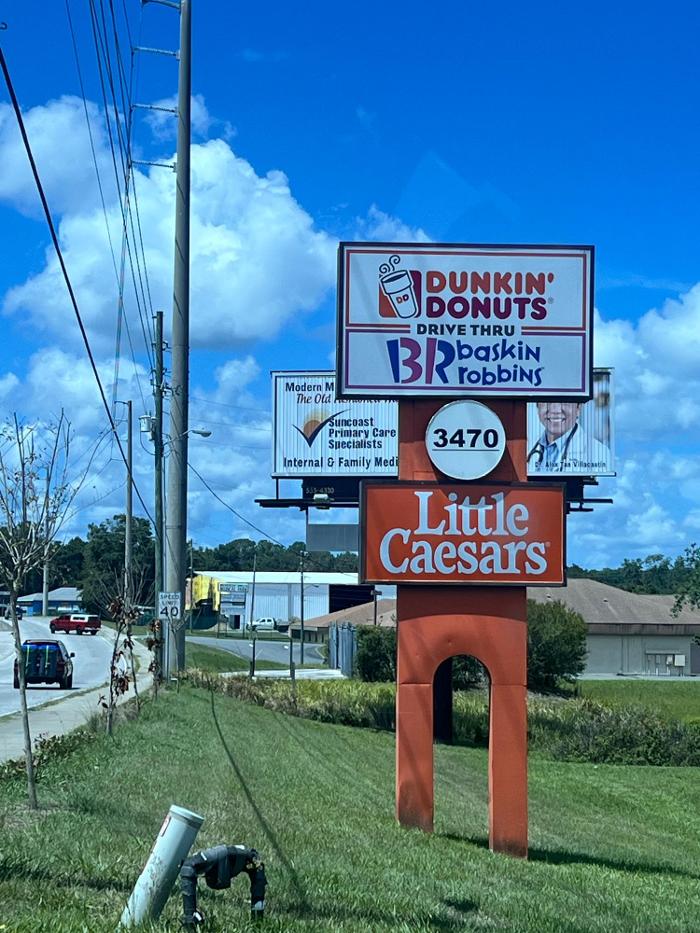 DUNKIN'
DONUTS
DRIVE THRU
BR baskin
robbins
3470
Little
Caesars
Modern M
The Old
Suncoast
Primary Care
Specialists
Internal & Family Medi
SPEED
LIMIT
40